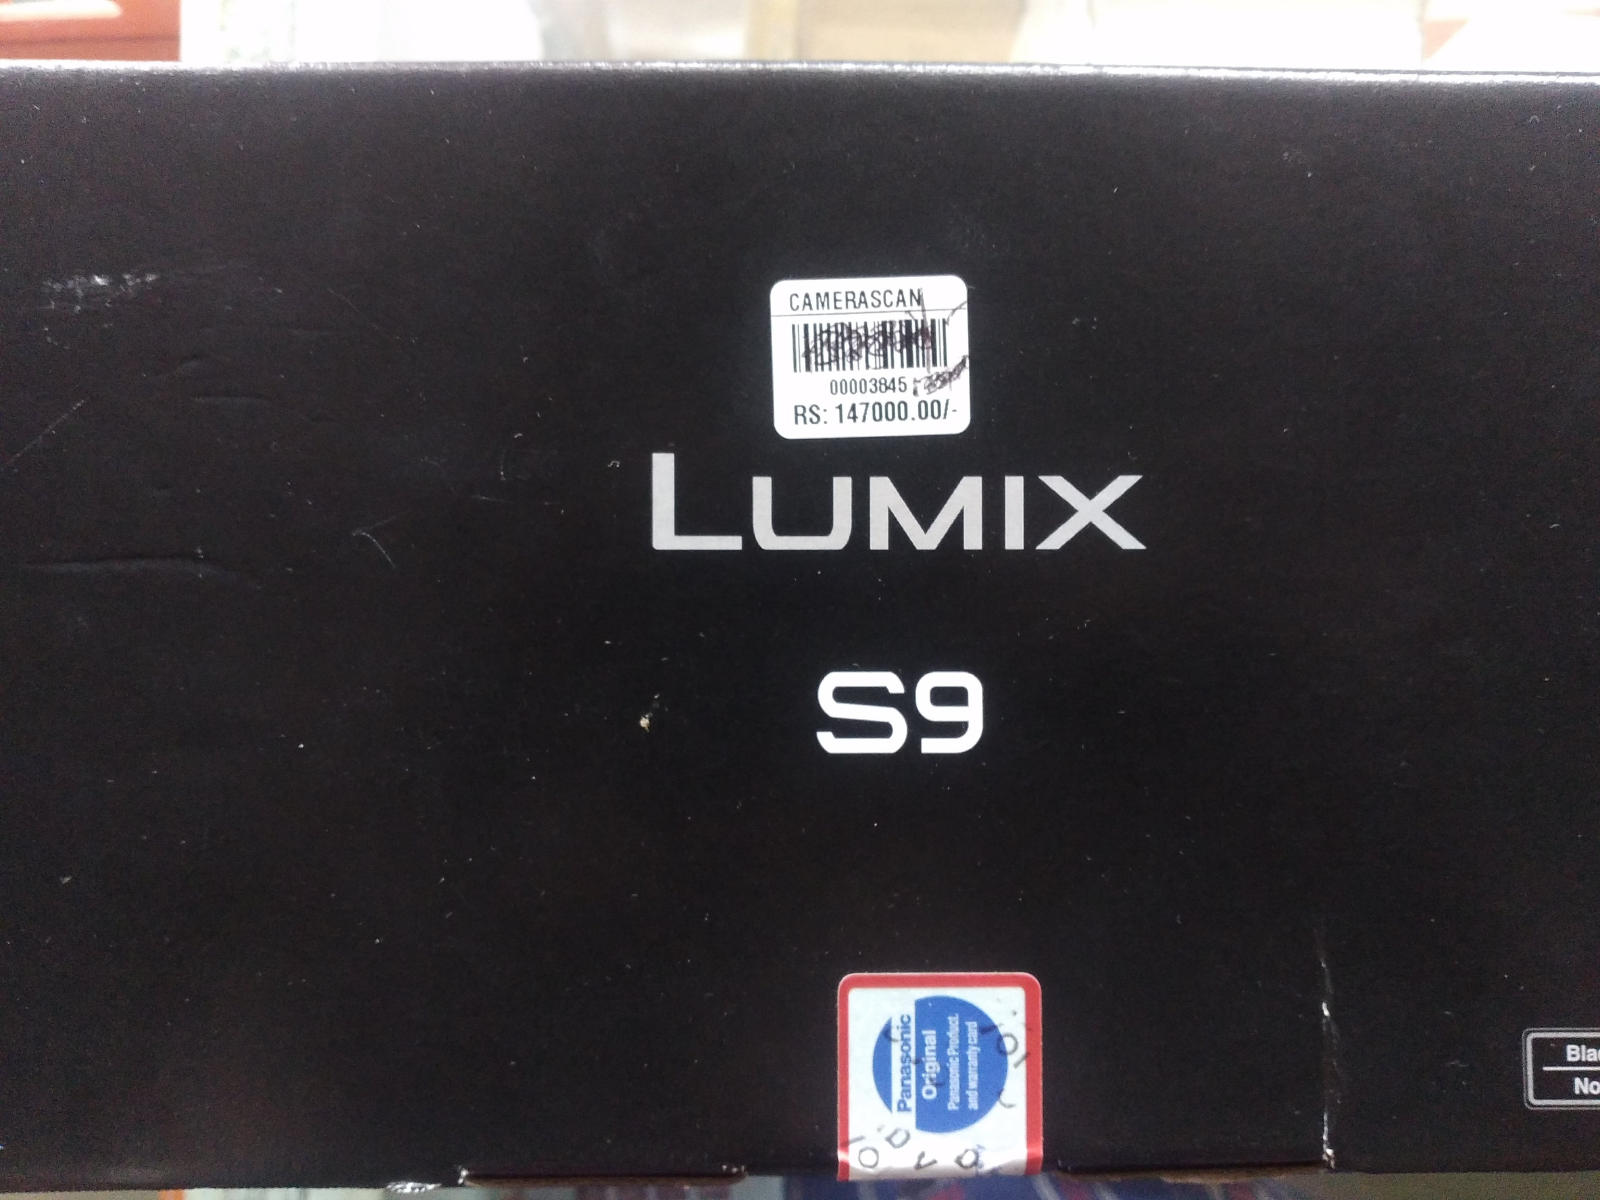 CAMERASCAN
00003845
RS: 147000.00/-
LUMIX
S9
Panasonic
Original
Panasonic Product.
and warranty card